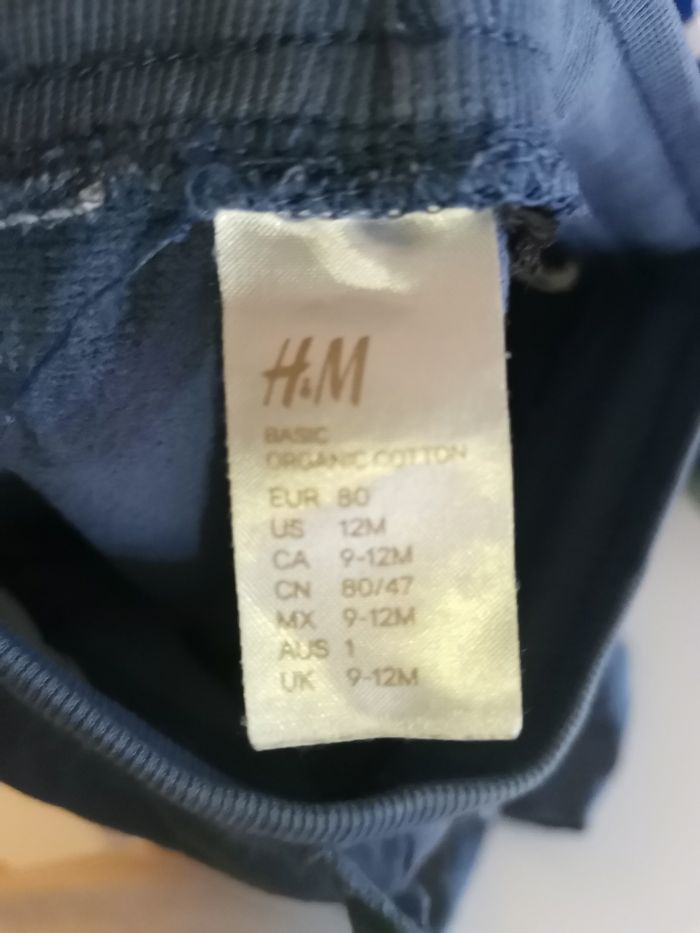 H&M
BASIC
ORGANIC COTTON
EUR 80
US 12M
CA 9-12M
CN 80/47
MX 9-12M
AUS 1
UK 9-12M